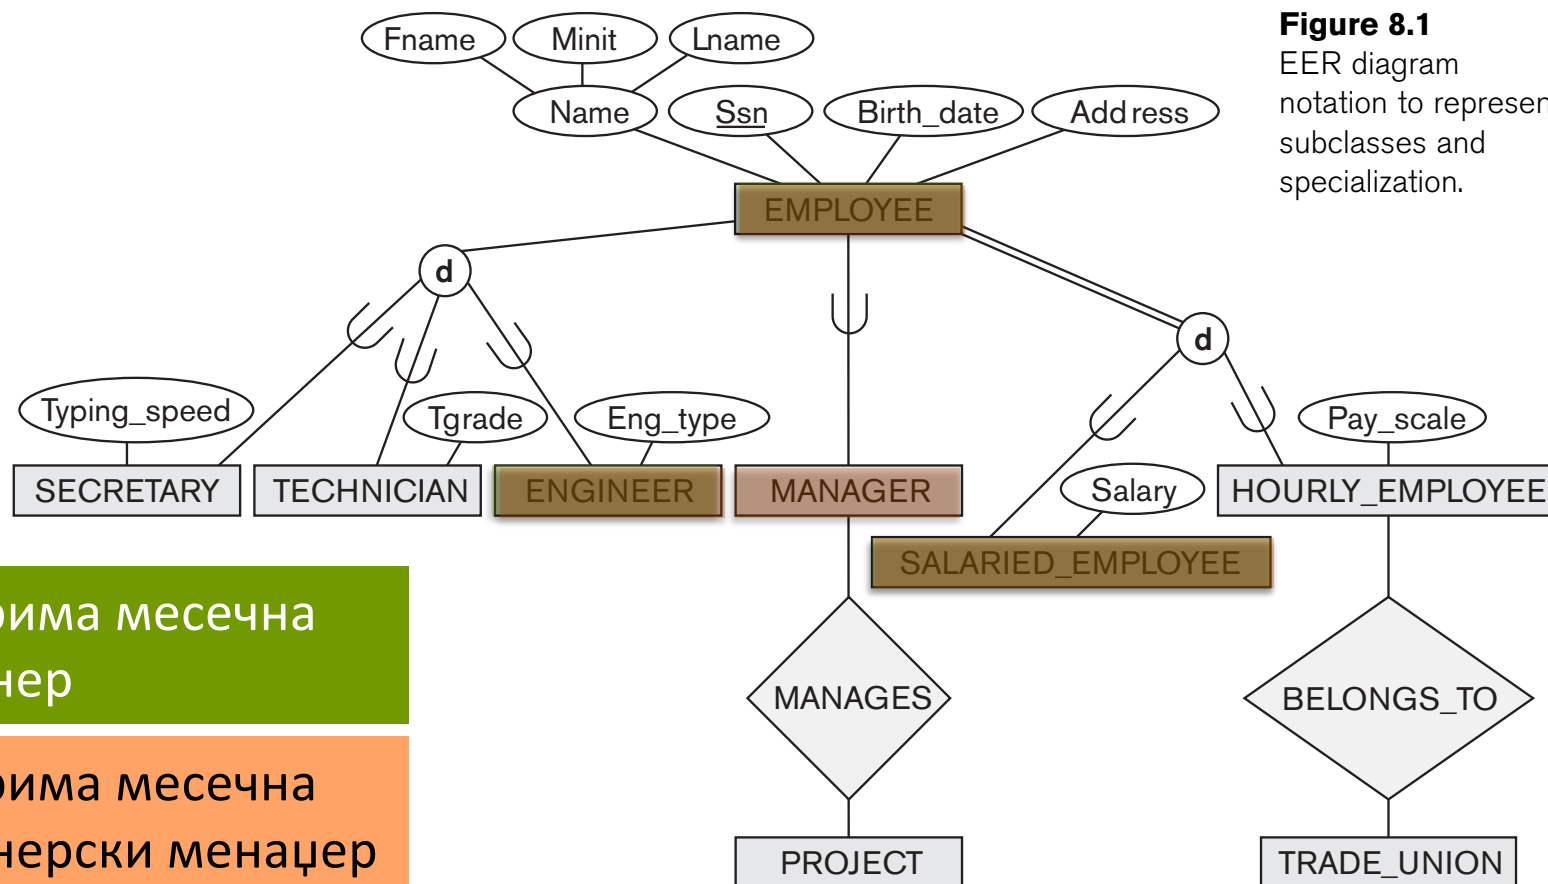 Figure 8.1
EER diagram
notation to represen
subclasses and
specialization.
Fname
Minit
Lname
Name
Ssn
Birth_date
Address
EMPLOYEE
d
d
Typing_speed
Tgrade
Eng_type
Salary
Pay_scale
SECRETARY
TECHNICIAN
ENGINEER
MANAGER
SALARIED_EMPLOYEE
HOURLY_EMPLOYEE
рима месечна
нер
рима месечна
нерски менаџер
MANAGES
BELONGS_TO
PROJECT
TRADE_UNION